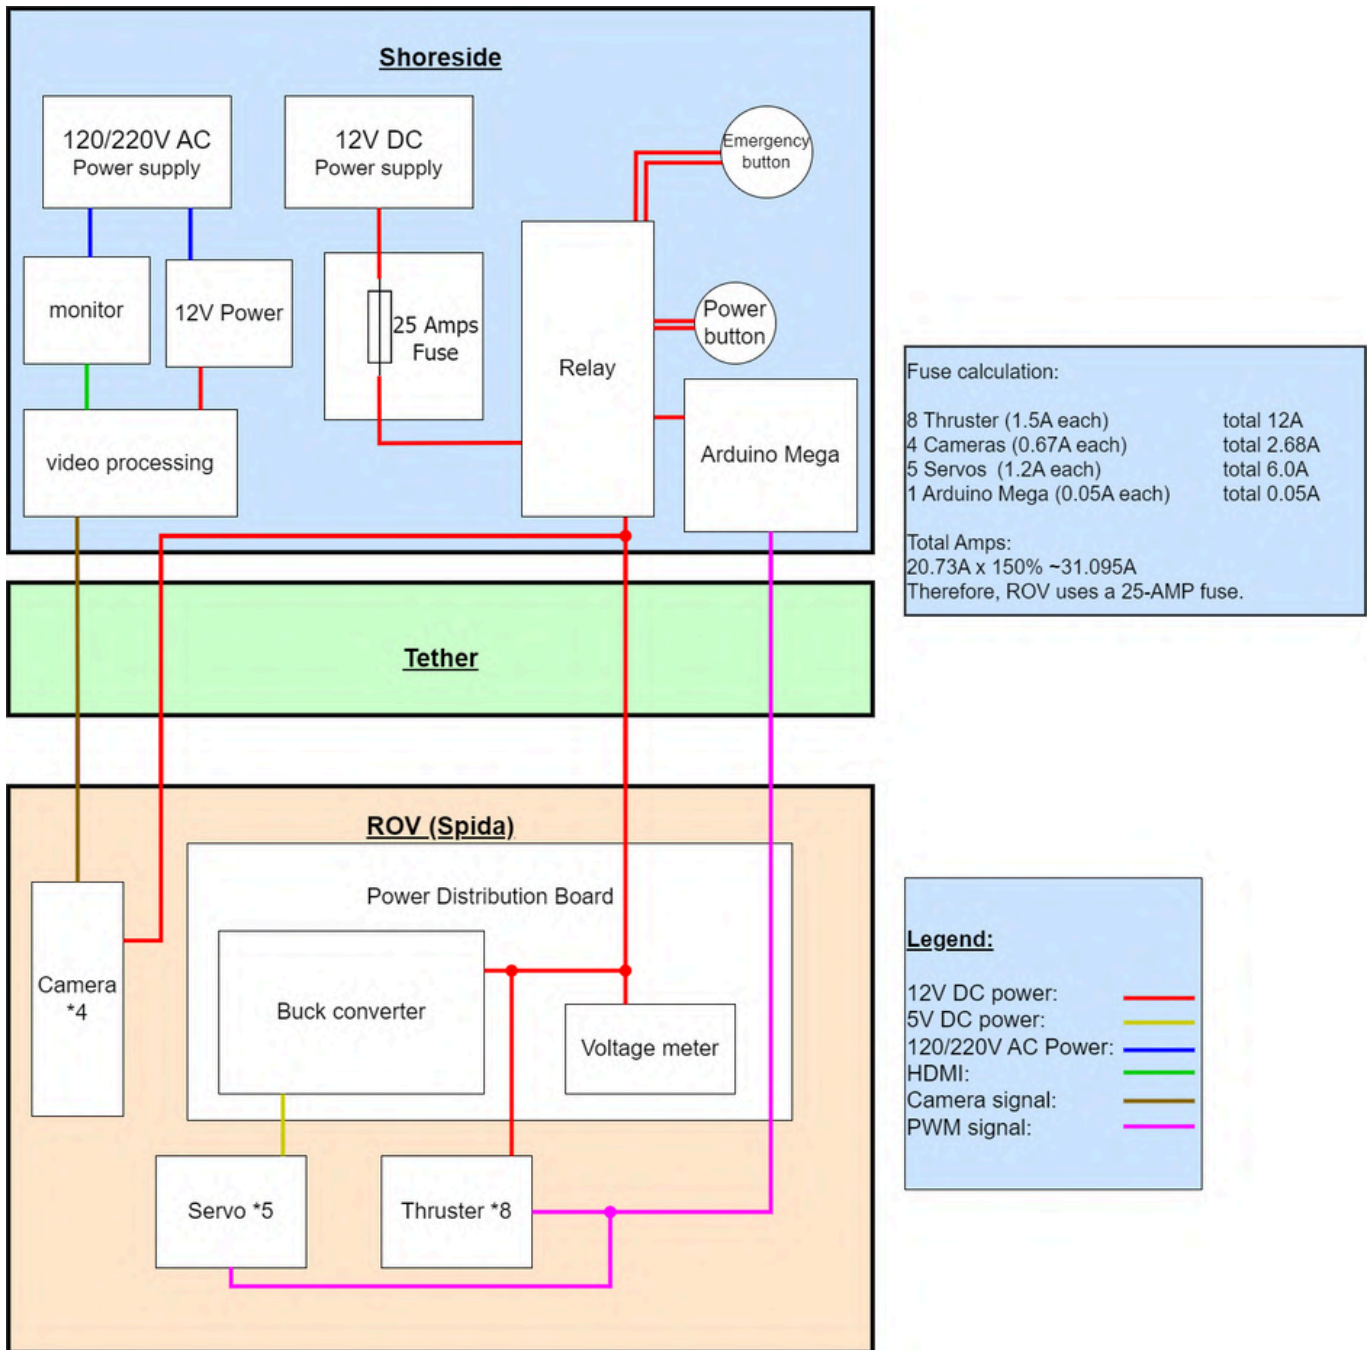 Shoreside
120/220V AC
Power supply
12V DC
Power supply
Emergency
button
monitor
12V Power
25 Amps
Fuse
Relay
Power
button
video processing
Arduino Mega
Fuse calculation:
8 Thruster (1.5A each) total 12A
4 Cameras (0.67A each) total 2.68A
5 Servos (1.2A each) total 6.0A
1 Arduino Mega (0.05A each) total 0.05A
Total Amps:
20.73A x 150% ~31.095A
Therefore, ROV uses a 25-AMP fuse.
Tether
ROV (Spida)
Power Distribution Board
Camera
*4
Buck converter
Voltage meter
Servo *5
Thruster *8
Legend:
12V DC power:
5V DC power:
120/220V AC Power:
HDMI:
Camera signal:
PWM signal: